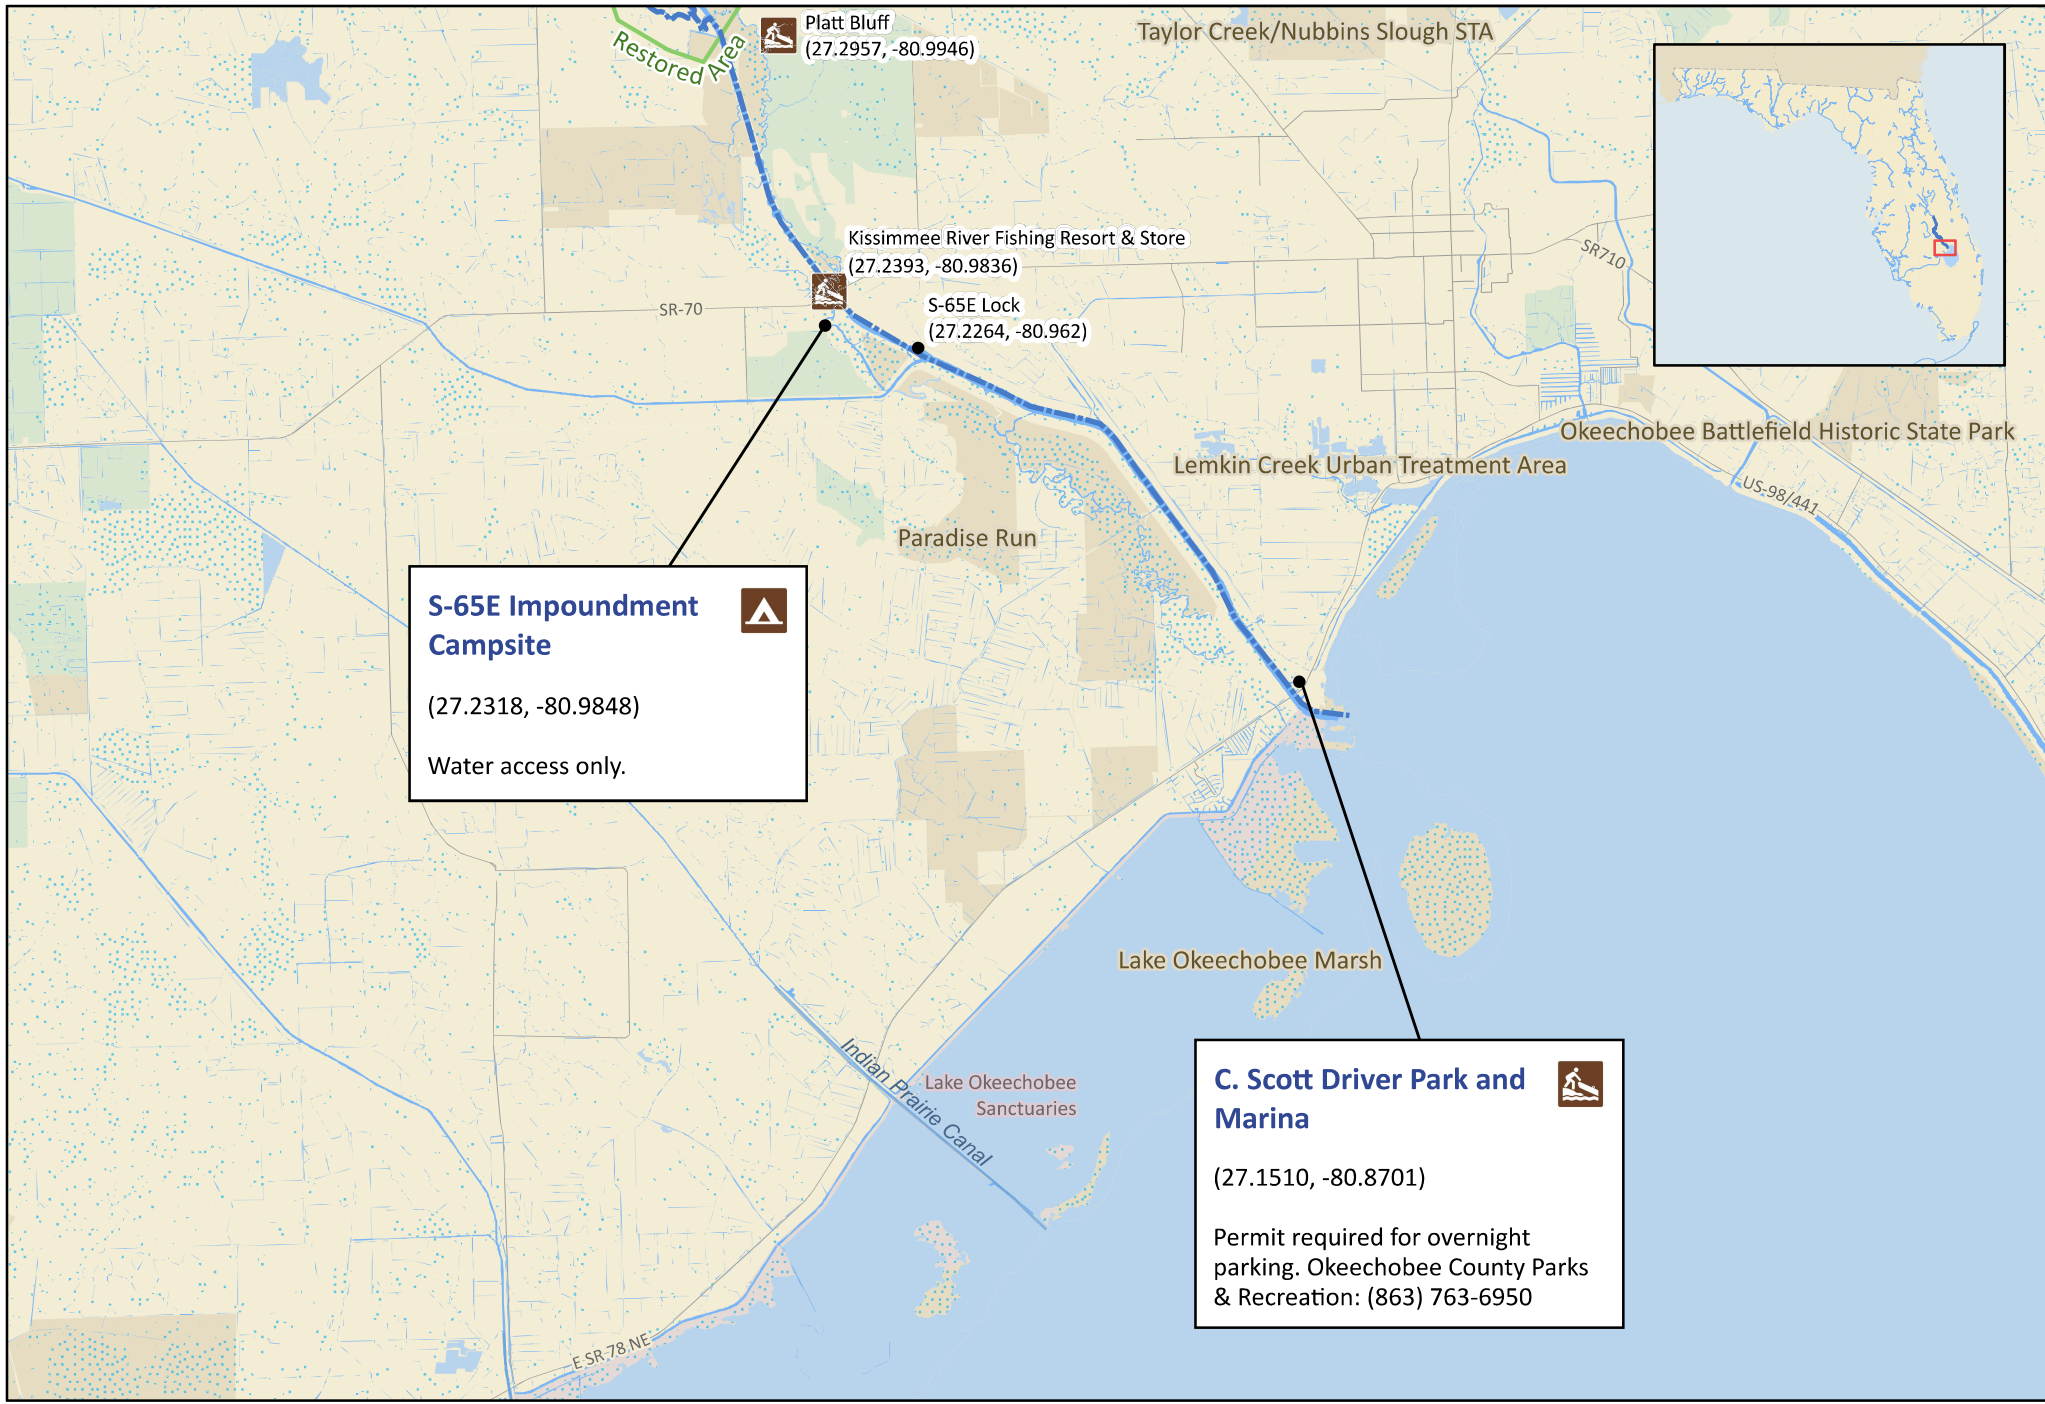 Platt Bluff
(27.2957, -80.9946)
Restored Area
Taylor Creek/Nubbins Slough STA
Kissimmee River Fishing Resort & Store
(27.2393, -80.9836)
SR710
SR-70
S-65E Lock
(27.2264, -80.962)
Okeechobee Battlefield Historic State Park
Lemkin Creek Urban Treatment Area
US-98/441
Paradise Run
S-65E Impoundment
Campsite
(27.2318, -80.9848)
Water access only.
Lake Okeechobee Marsh
Indian Prairie Canal
Lake Okeechobee
Sanctuaries
C. Scott Driver Park and
Marina
(27.1510, -80.8701)
Permit required for overnight
parking. Okeechobee County Parks
& Recreation: (863) 763-6950
E SR 78 NE